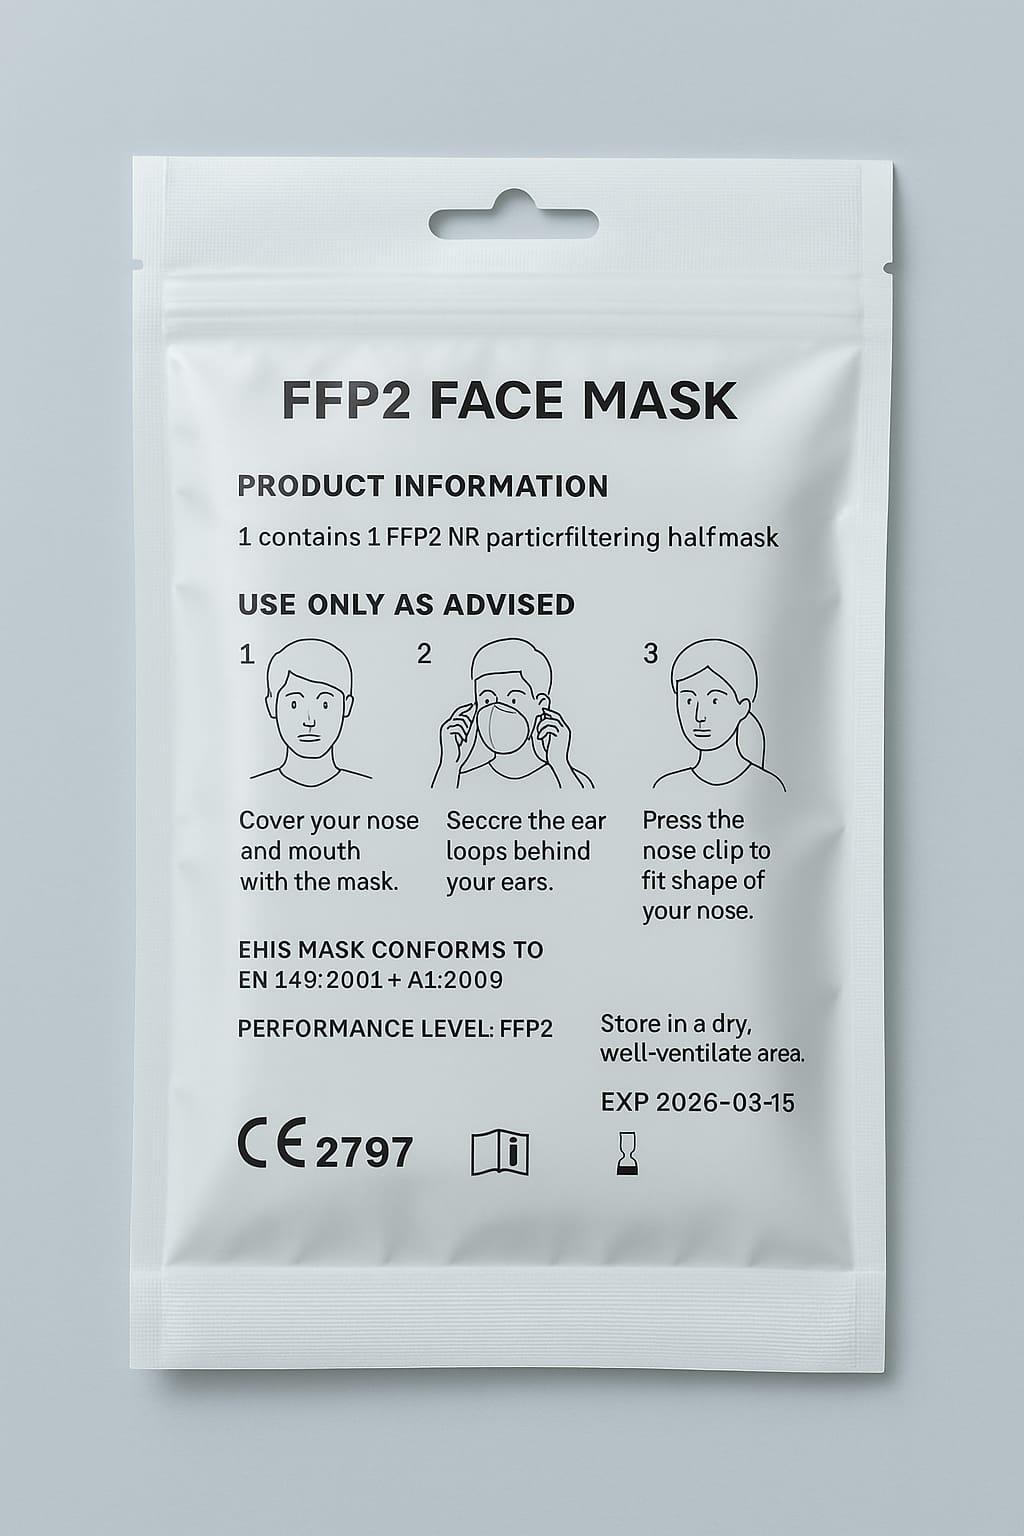 FFP2 FACE MASK
PRODUCT INFORMATION
1 contains 1 FFP2 NR particrfiltering halfmask
USE ONLY AS ADVISED
1
2
3
Cover your nose
and mouth
with the mask.
Seccre the ear
loops behind
your ears.
Press the
nose clip to
fit shape of
your nose.
EHIS MASK CONFORMS TO
EN 149:2001 + A1:2009
PERFORMANCE LEVEL: FFP2
Store in a dry,
well-ventilate area.
EXP 2026-03-15
CE 2797
i